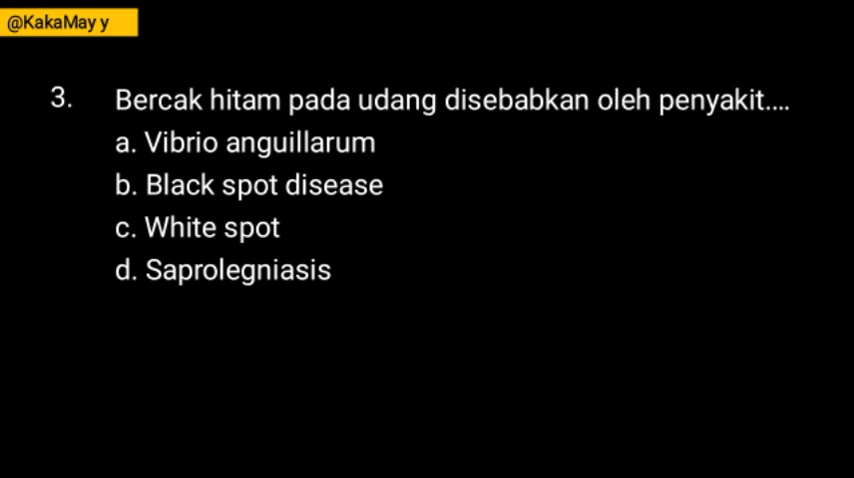 @KakaMay y
3. Bercak hitam pada udang disebabkan oleh penyakit....
a. Vibrio anguillarum
b. Black spot disease
c. White spot
d. Saprolegniasis